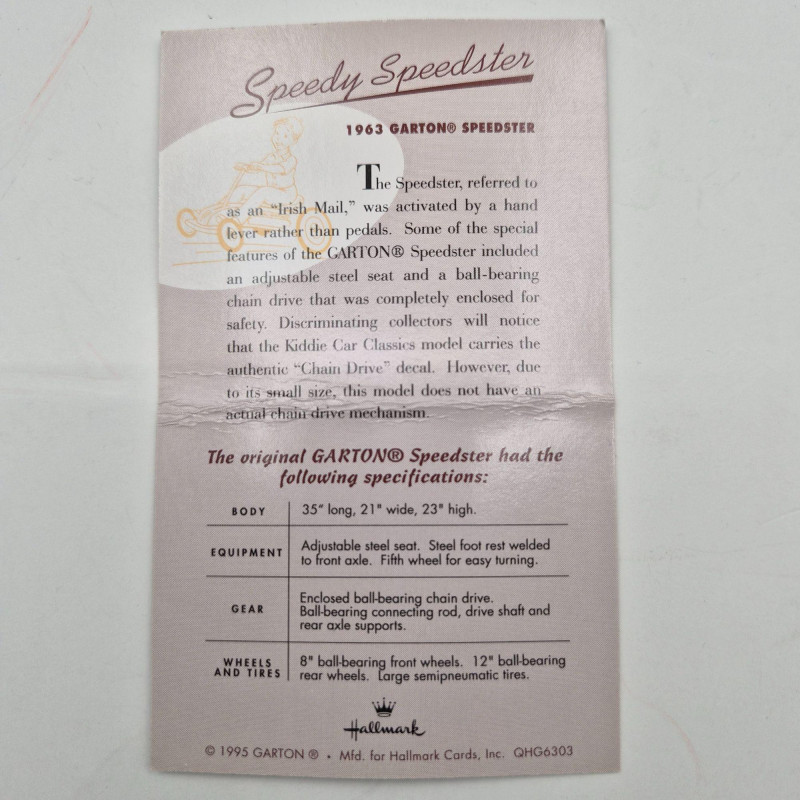 Speedy Speedster
1963 GARTON® SPEEDSTER
The Speedster, referred to
as an “Irish Mail,” was activated by a hand
lever rather than pedals. Some of the special
features of the GARTON® Speedster included
an adjustable steel seat and a ball-bearing
chain drive that was completely enclosed for
safety. Discriminating collectors will notice
that the Kiddie Car Classics model carries the
authentic “Chain Drive” decal. However, due
to its small size, this model does not have an
actual chain drive mechanism.
The original GARTON® Speedster had the
following specifications:
BODY
35" long, 21" wide, 23" high.
EQUIPMENT
Adjustable steel seat. Steel foot rest welded
to front axle. Fifth wheel for easy turning.
GEAR
Enclosed ball-bearing chain drive.
Ball-bearing connecting rod, drive shaft and
rear axle supports.
WHEELS
AND TIRES
8" ball-bearing front wheels. 12" ball-bearing
rear wheels. Large semipneumatic tires.
Hallmark
© 1995 GARTON ® • Mfd. for Hallmark Cards, Inc. QHG6303